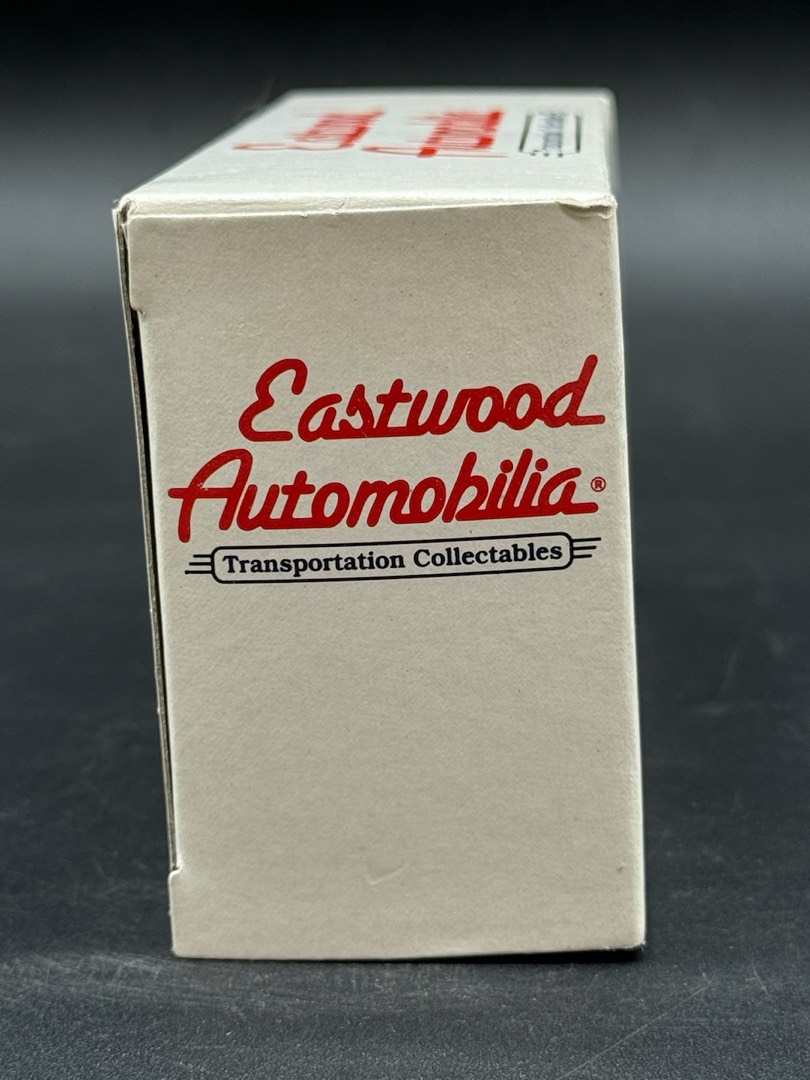 Eastwood
Automobilia®
Transportation Collectables